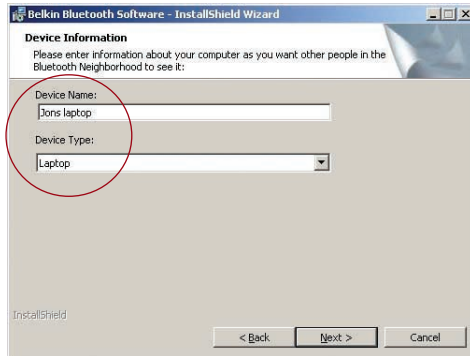 Belkin Bluetooth Software - InstallShield Wizard
Device Information
Please enter information about your computer as you want other people in the
Bluetooth Neighborhood to see it:
Device Name:
Jons laptop
Device Type:
Laptop
InstallShield
< Back Next > Cancel